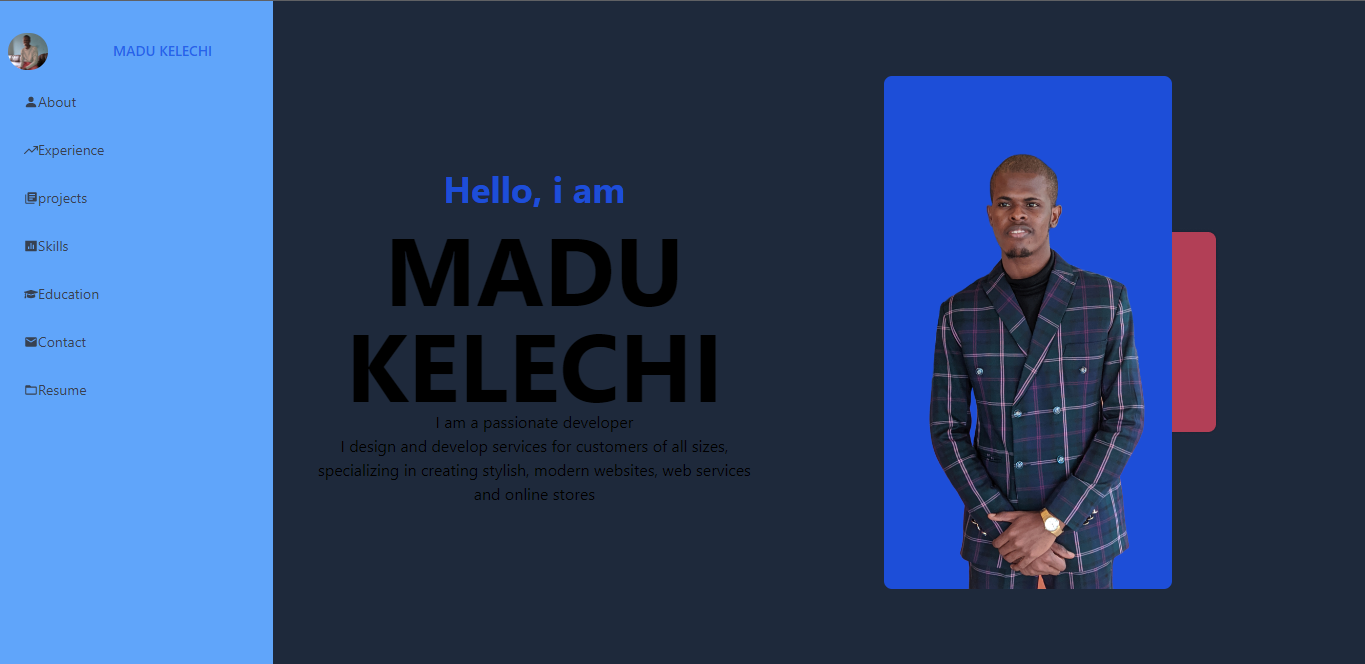 MADU KELECHI
About
Experience
projects
Skills
Education
Contact
Resume
Hello, i am
MADU
KELECHI
I am a passionate developer
I design and develop services for customers of all sizes,
specializing in creating stylish, modern websites, web services
and online stores